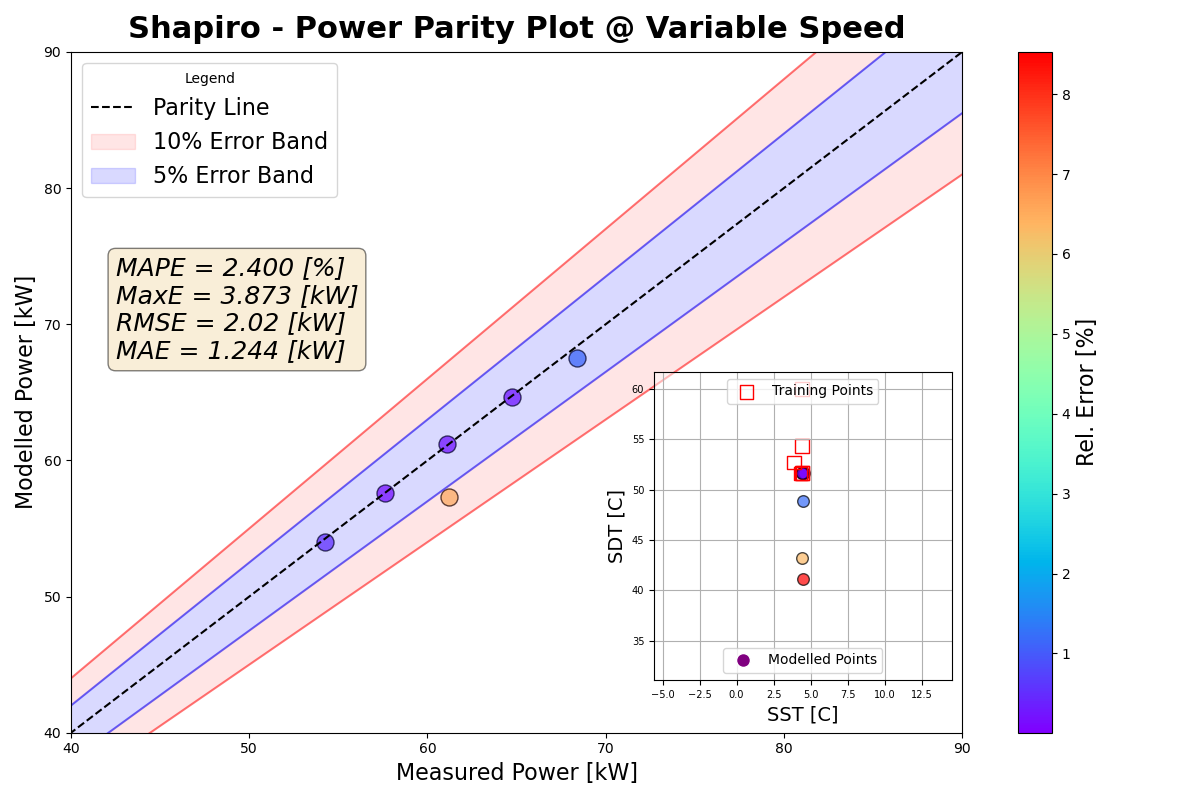 Shapiro - Power Parity Plot @ Variable Speed
Legend
Parity Line
10% Error Band
5% Error Band
MAPE = 2.400 [%]
MaxE = 3.873 [kW]
RMSE = 2.02 [kW]
MAE = 1.244 [kW]
Modelled Power [kW]
90
80
70
60
50
40
40 50 60 70 80 90
Measured Power [kW]
Training Points
Modelled Points
SDT [C]
60
55
50
45
40
35
−5.0 −2.5 0.0 2.5 5.0 7.5 10.0 12.5
SST [C]
8
7
6
5
4
3
2
1
Rel. Error [%]